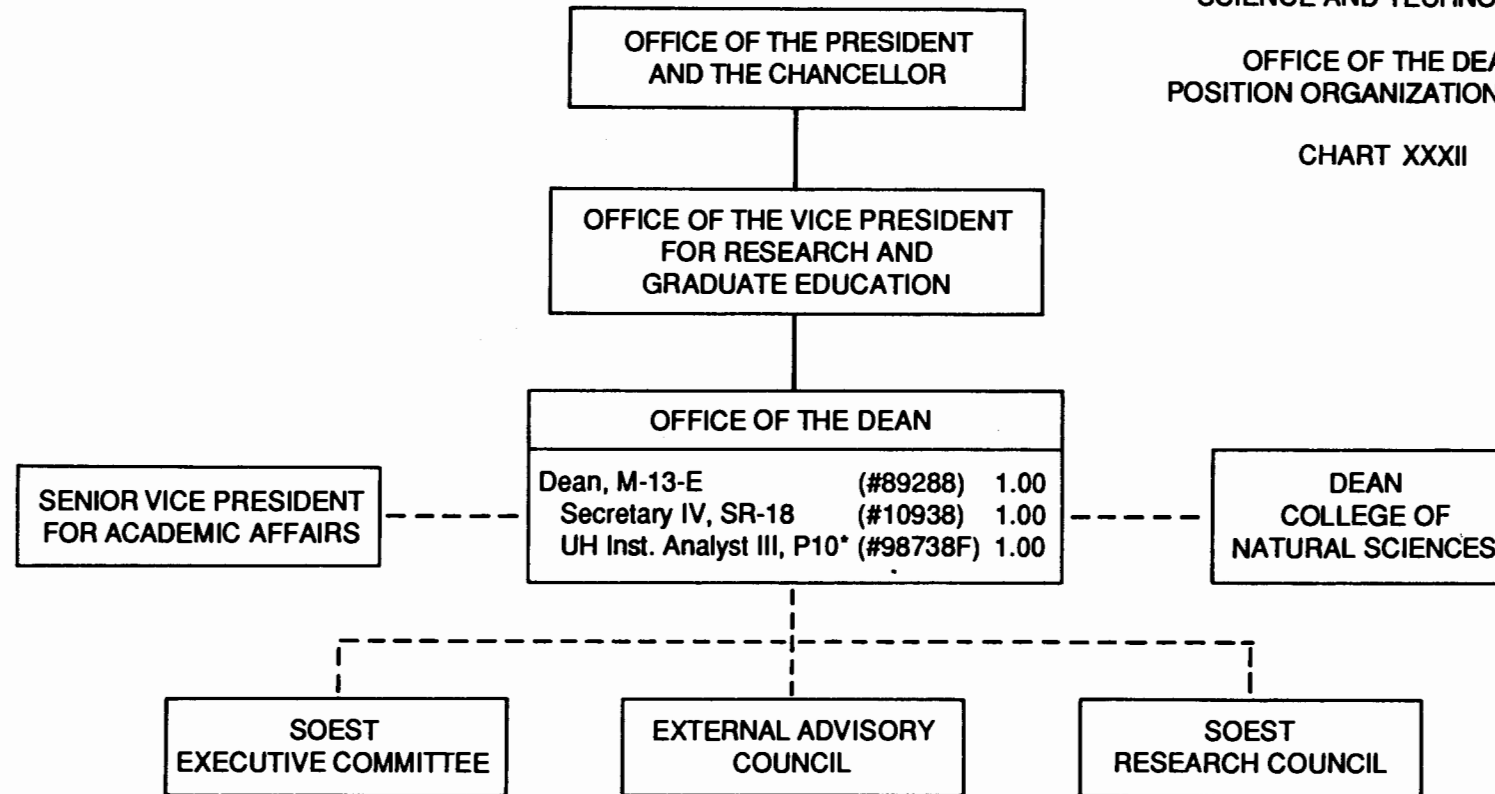 SCIENCE AND
OFFICE OF THE
POSITION
CHART XXXII
OFFICE OF THE PRESIDENT
AND THE CHANCELLOR
OFFICE OF THE VICE PRESIDENT
FOR RESEARCH AND
GRADUATE EDUCATION
OFFICE OF THE DEAN
Dean, M-13-E (#89288) 1.00
Secretary IV, SR-18 (#10938) 1.00
UH Inst. Analyst III, P10* (#98738F) 1.00
SENIOR VICE PRESIDENT
FOR ACADEMIC AFFAIRS
DEAN
COLLEGE OF
NATURAL SCIENCES
SOEST
EXECUTIVE COMMITTEE
EXTERNAL ADVISORY
COUNCIL
SOEST
RESEARCH COUNCIL